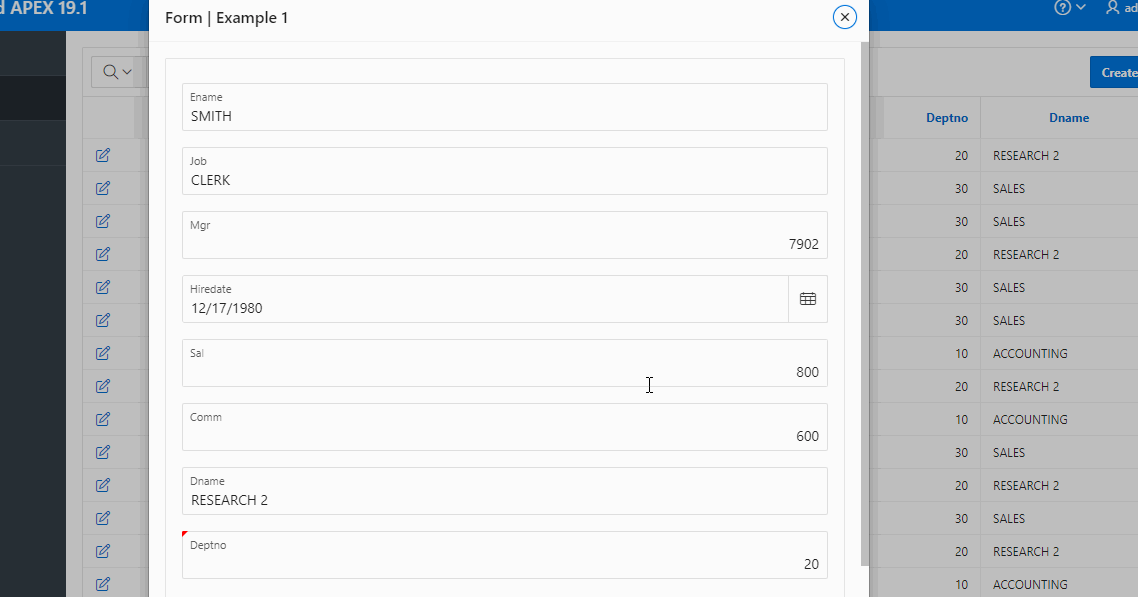 APEX 19.1
Form | Example 1
Create
Ename
SMITH
Job
CLERK
Mgr
7902
Hiredate
12/17/1980
Sal
800
Comm
600
Dname
RESEARCH 2
Deptno
20
Deptno Dname
20 RESEARCH 2
30 SALES
30 SALES
20 RESEARCH 2
30 SALES
30 SALES
10 ACCOUNTING
20 RESEARCH 2
10 ACCOUNTING
30 SALES
20 RESEARCH 2
30 SALES
20 RESEARCH 2
10 ACCOUNTING